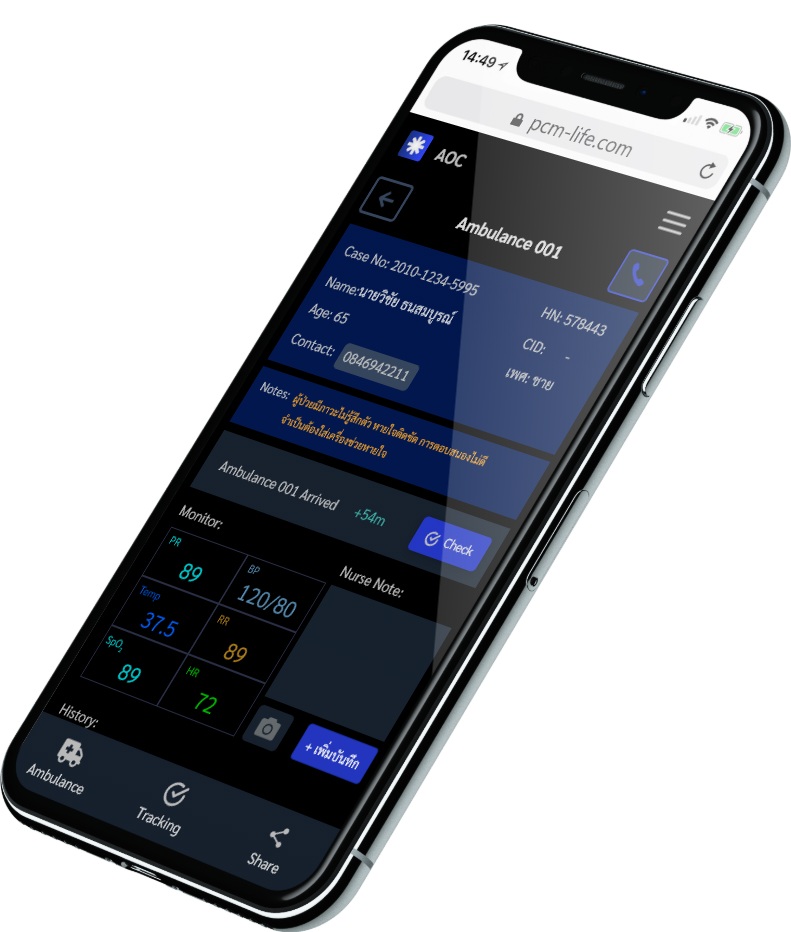 14:49
pcm-life.com
AOC
Ambulance 001
Case No: 2010-1234-5995
HN: 578443
Name:นายวิชัย ธนสมบูรณ์
CID: -
Age: 65
เพศ: ชาย
Contact: 0846942211
Notes: ผู้ป่วยมีภาวะไม่รู้สึกตัว หายใจติดขัด การตอบสนองไม่ดี
จำเป็นต้องใส่เครื่องช่วยหายใจ
Ambulance 001 Arrived +54m
Check
Monitor:
Nurse Note:
PR
89
BP
120/80
Temp
37.5
RR
89
SpO₂
89
HR
72
+ เพิ่มบันทึก
History:
Ambulance
Tracking
Share